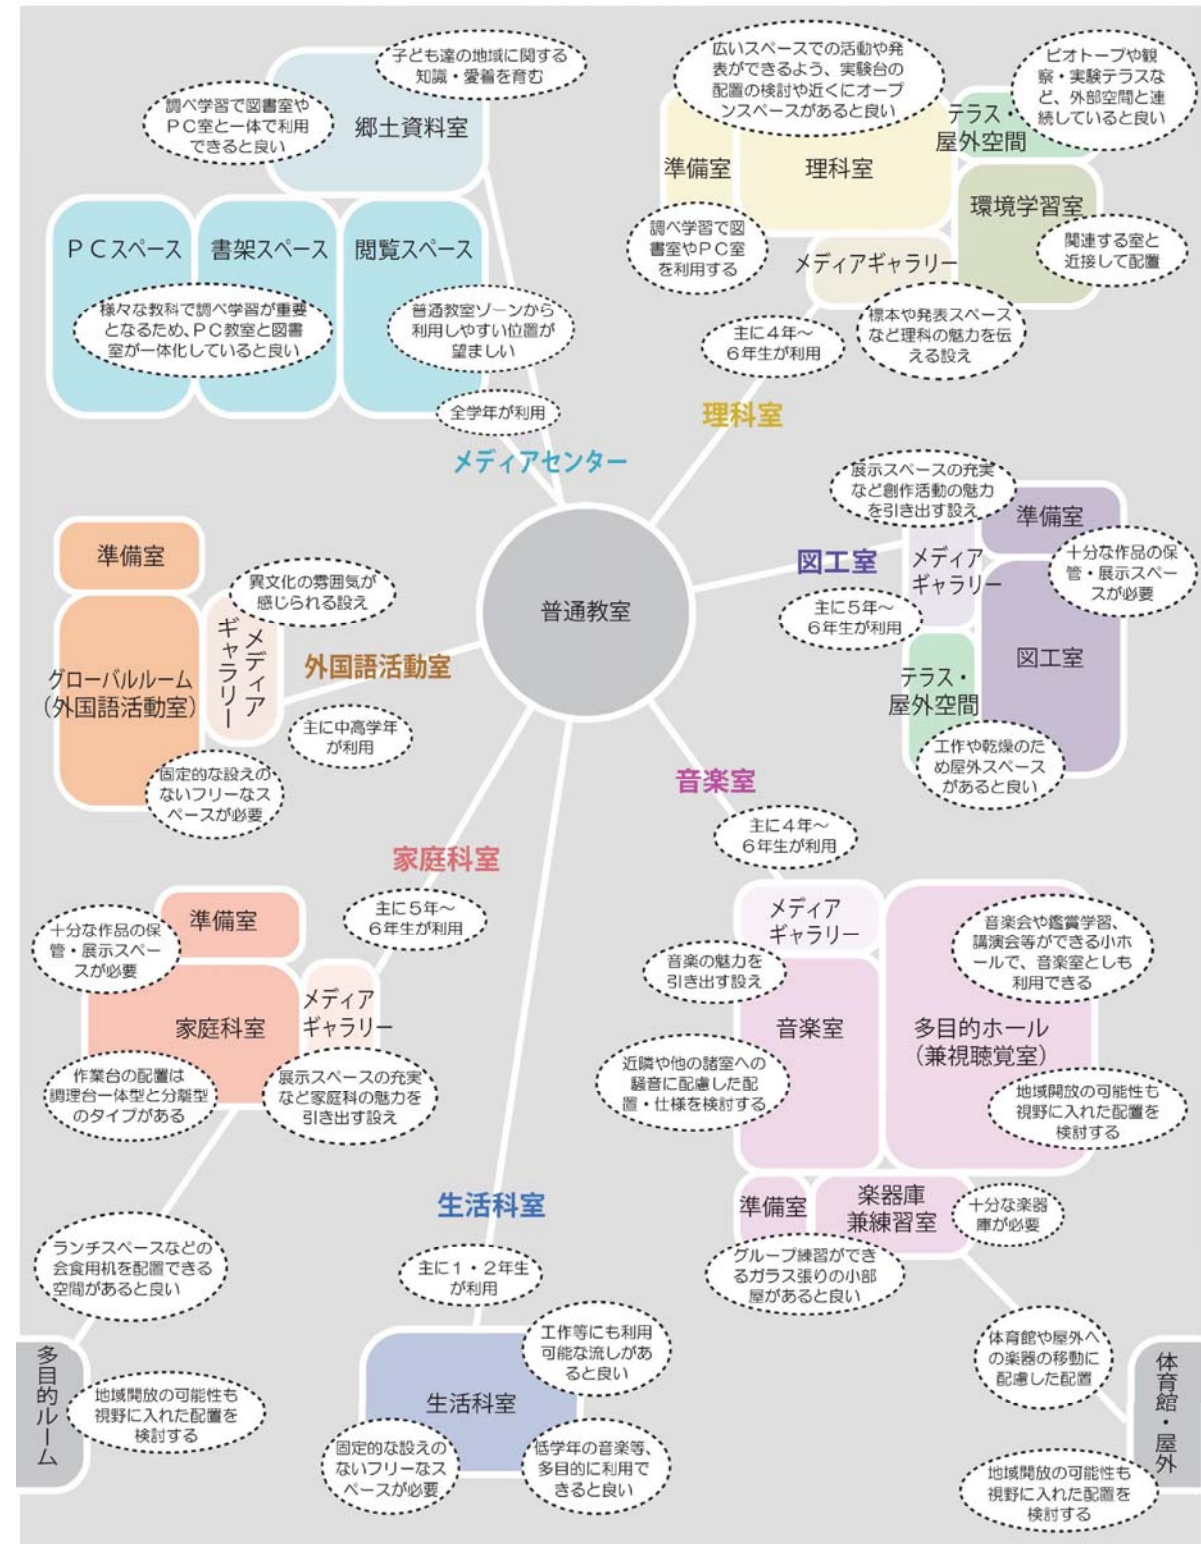 子ども達の地域に関する
知識・愛着を育む
調べ学習で図書室や
ＰＣ室と一体で利用
できると良い
郷土資料室
ＰＣスペース
書架スペース
閲覧スペース
様々な教科で調べ学習が重要
となるため、ＰＣ教室と図書
室が一体化していると良い
普通教室ゾーンから
利用しやすい位置が
望ましい
全学年が利用
メディアセンター
広いスペースでの活動や発
表ができるよう、実験台の
配置の検討や近くにオープ
ンスペースがあると良い
ビオトープや観
察・実験テラスな
ど、外部空間と連
続していると良い
テラス・
屋外空間
準備室
理科室
環境学習室
調べ学習で図
書室やＰＣ室
を利用する
メディアギャラリー
関連する室と
近接して配置
標本や発表スペース
など理科の魅力を伝
える設え
主に４年～
６年生が利用
理科室
普通教室
展示スペースの充実
など創作活動の魅力
を引き出す設え
準備室
図工室
メディア
ギャラリー
十分な作品の保
管・展示スペー
スが必要
主に５年～
６年生が利用
図工室
テラス・
屋外空間
工作や乾燥のた
め屋外スペース
があると良い
準備室
異文化の雰囲気が
感じられる設え
メディア
ギャラリー
グローバルルーム
（外国語活動室）
外国語活動室
主に中高学年
が利用
固定的な設えの
ないフリーなス
ペースが必要
音楽室
主に４年～
６年生が利用
メディア
ギャラリー
音楽会や鑑賞学習、
講演会等ができる小ホ
ールで、音楽室としも
利用できる
音楽の魅力を
引き出す設え
音楽室
多目的ホール
（兼視聴覚室）
近隣や他の諸室への
騒音に配慮した配
置・仕様を検討する
地域開放の可能性も
視野に入れた配置を
検討する
準備室
楽器庫
兼練習室
十分な楽器
庫が必要
グループ練習ができ
るガラス張りの小部
屋があると良い
体育館や屋外へ
の楽器の移動に
配慮した配置
体育館・屋外
地域開放の可能性も
視野に入れた配置を
検討する
家庭科室
主に５年～
６年生が利用
準備室
十分な作品の保
管・展示スペー
スが必要
メディア
ギャラリー
家庭科室
作業台の配置は
調理台一体型と分離型
のタイプがある
展示スペースの充実
など家庭科の魅力を
引き出す設え
ランチスペースなどの
会食用机を配置できる
空間があると良い
多目的ルーム
地域開放の可能性も
視野に入れた配置を
検討する
生活科室
主に１・２年生
が利用
工作等にも利用
可能な流しがあ
ると良い
生活科室
固定的な設えの
ないフリーなス
ペースが必要
低学年の音楽等、
多目的に利用で
きると良い